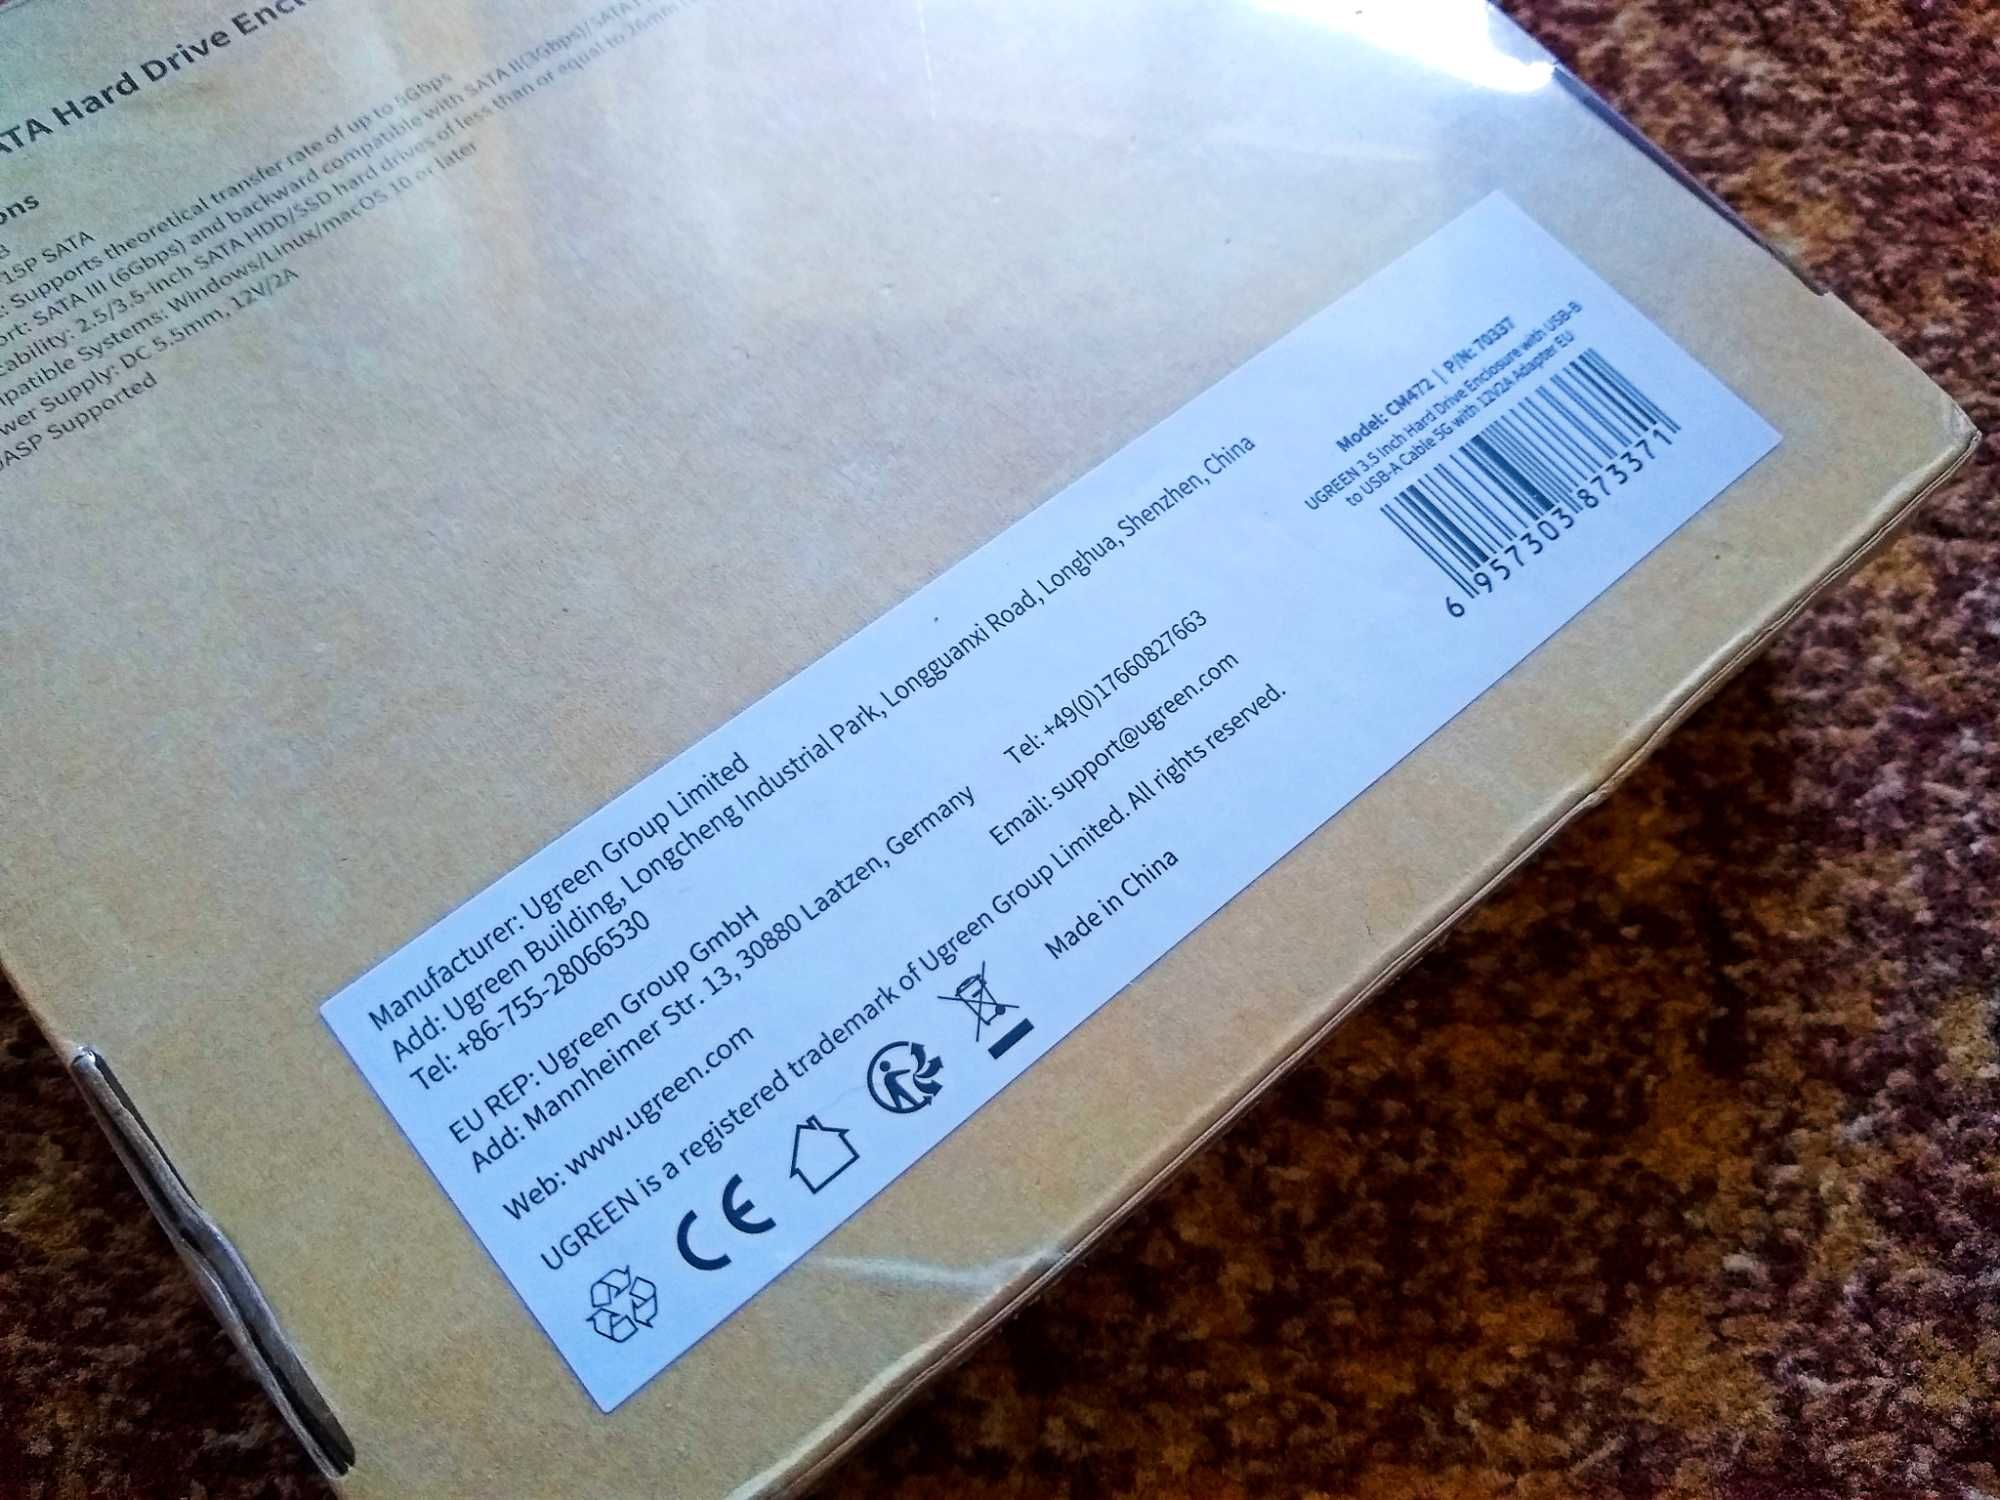 ATA Hard Drive
ons
15P SATA
: Supports theoretical transfer rate of up to 5Gbps
ort: SATA III (6Gbps) and backward compatible with SATA II(3Gbps)/SATA
cability: 2.5/3.5-inch SATA HDD/SSD hard drives of less than or equal to 26mm
mpatible Systems: Windows/Linux/macOS 10 or later
wer Supply: DC 5.5mm, 12V/2A
JASP Supported
Manufacturer: Ugreen Group Limited
Add: Ugreen Building, Longcheng Industrial Park, Longguanxi Road, Longhua, Shenzhen, China
Tel: +86-755-28066530
EU REP: Ugreen Group GmbH
Add: Mannheimer Str. 13, 30880 Laatzen, Germany Tel: +49(0)17660827663
Web: www.ugreen.com Email: support@ugreen.com
UGREEN is a registered trademark of Ugreen Group Limited. All rights reserved.
CE
Made in China
Model: CM472 | P/N: 70337
UGREEN 3.5 Inch Hard Drive Enclosure with USB-B
to USB-A Cable 5G with 12V2A Adapter EU
6 957303 873371